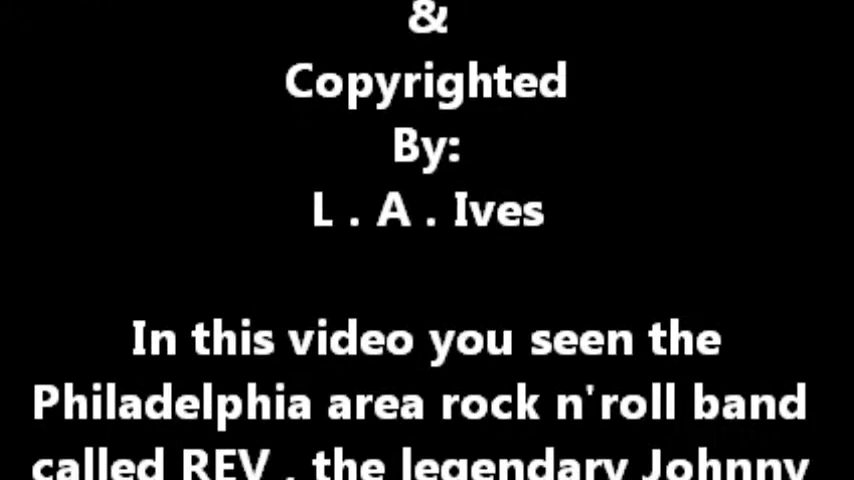 &
Copyrighted
By:
L . A . Ives
In this video you seen the
Philadelphia area rock n'roll band
called REV , the legendary Johnny